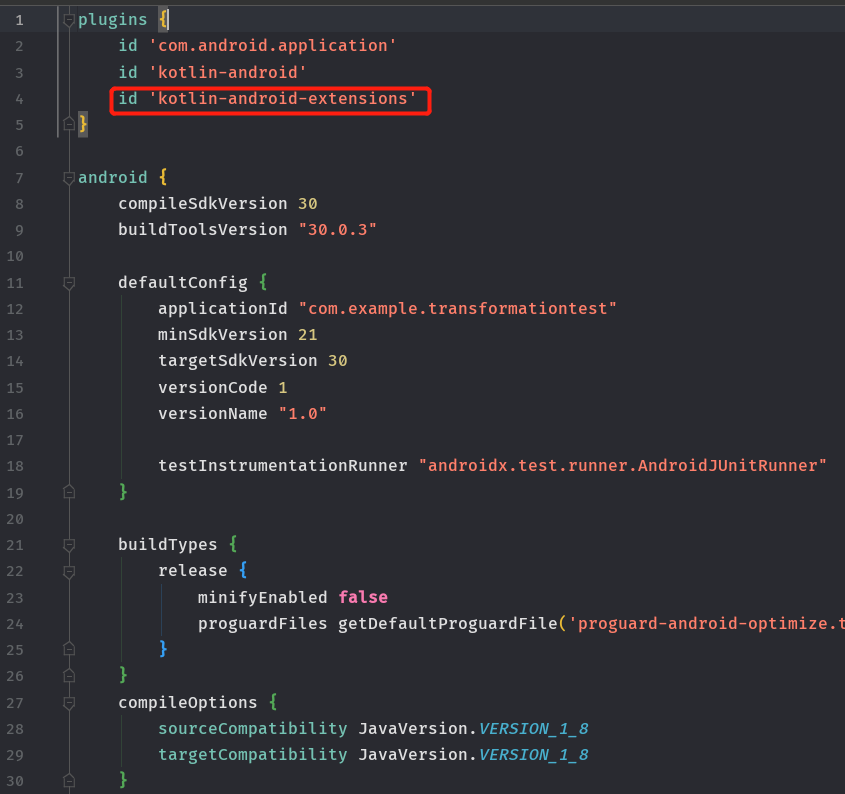 1 plugins {
2 id 'com.android.application'
3 id 'kotlin-android'
4 id 'kotlin-android-extensions'
5 }
6
7 android {
8 compileSdkVersion 30
9 buildToolsVersion "30.0.3"
10
11 defaultConfig {
12 applicationId "com.example.transformationtest"
13 minSdkVersion 21
14 targetSdkVersion 30
15 versionCode 1
16 versionName "1.0"
17
18 testInstrumentationRunner "androidx.test.runner.AndroidJUnitRunner"
19 }
20
21 buildTypes {
22 release {
23 minifyEnabled false
24 proguardFiles getDefaultProguardFile('proguard-android-optimize.t
25 }
26 }
27 compileOptions {
28 sourceCompatibility JavaVersion.VERSION_1_8
29 targetCompatibility JavaVersion.VERSION_1_8
30 }